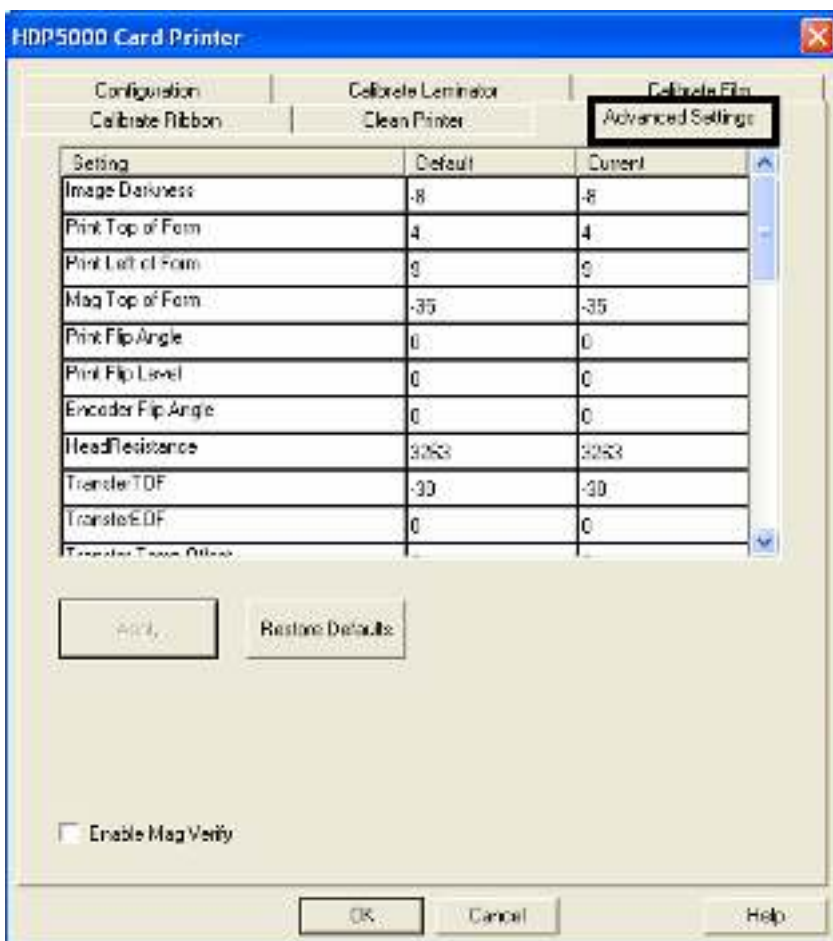 HDP5000 Card Printer
Configuration Calibrate Laminator Calibrate Film
Calibrate Ribbon Clean Printer Advanced Settings
Setting Default Current
Image Darkness -8 -8
Print Top of Form 4 4
Print Left of Form 9 9
Mag Top of Form -35 -35
Print Flip Angle 0 0
Print Flip Level 0 0
Encoder Flip Angle 0 0
HeadResistance 3263 3263
TransferTOF -30 -30
TransferEOF 0 0
Transfer
Apply Restore Defaults
Enable Mag Verify
OK Cancel Help